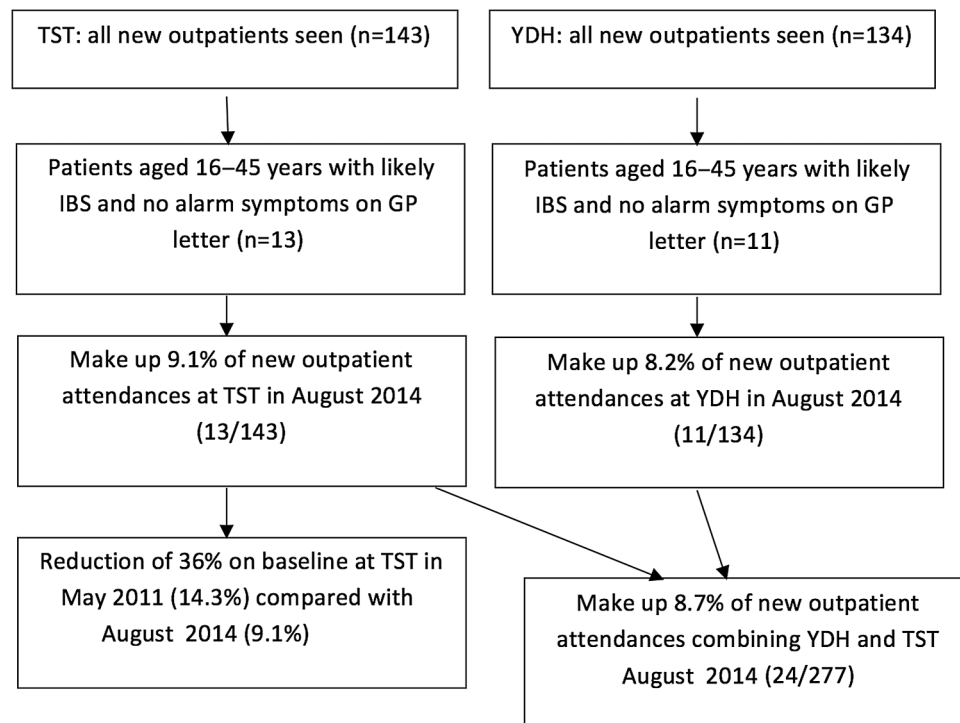 TST: all new outpatients seen (n=143)
YDH: all new outpatients seen (n=134)
Patients aged 16–45 years with likely
IBS and no alarm symptoms on GP
letter (n=13)
Patients aged 16–45 years with likely
IBS and no alarm symptoms on GP
letter (n=11)
Make up 9.1% of new outpatient
attendances at TST in August 2014
(13/143)
Make up 8.2% of new outpatient
attendances at YDH in August 2014
(11/134)
Reduction of 36% on baseline at TST in
May 2011 (14.3%) compared with
August 2014 (9.1%)
Make up 8.7% of new outpatient
attendances combining YDH and TST
August 2014 (24/277)